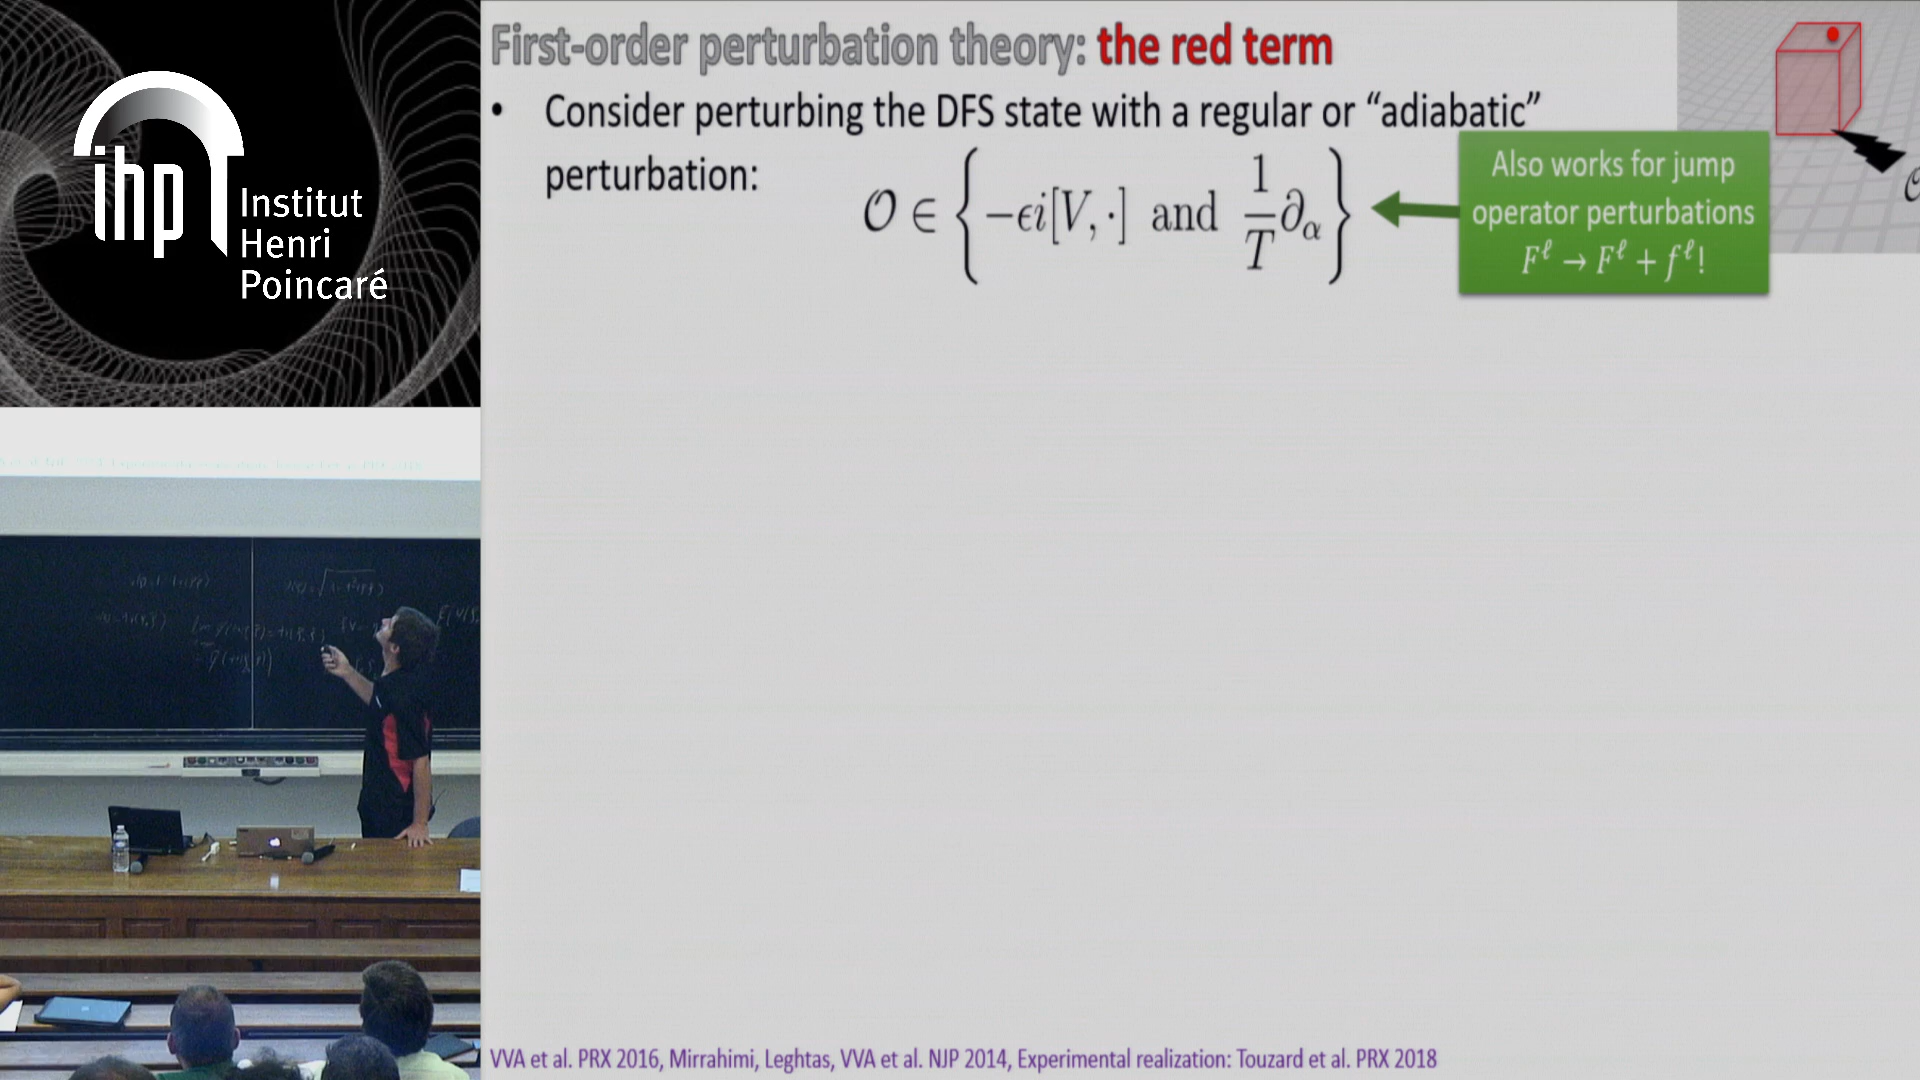 ihp Institut
Henri
Poincaré
First-order perturbation theory: the red term
• Consider perturbing the DFS state with a regular or “adiabatic”
perturbation:
𝒪 ∈ { −ϵi[V, ·] and 1/T ∂α }
Also works for jump
operator perturbations
F^ℓ → F^ℓ + f^ℓ!
𝒪
VVA et al. PRX 2016, Mirrahimi, Leghtas, VVA et al. NJP 2014, Experimental realization: Touzard et al. PRX 2018